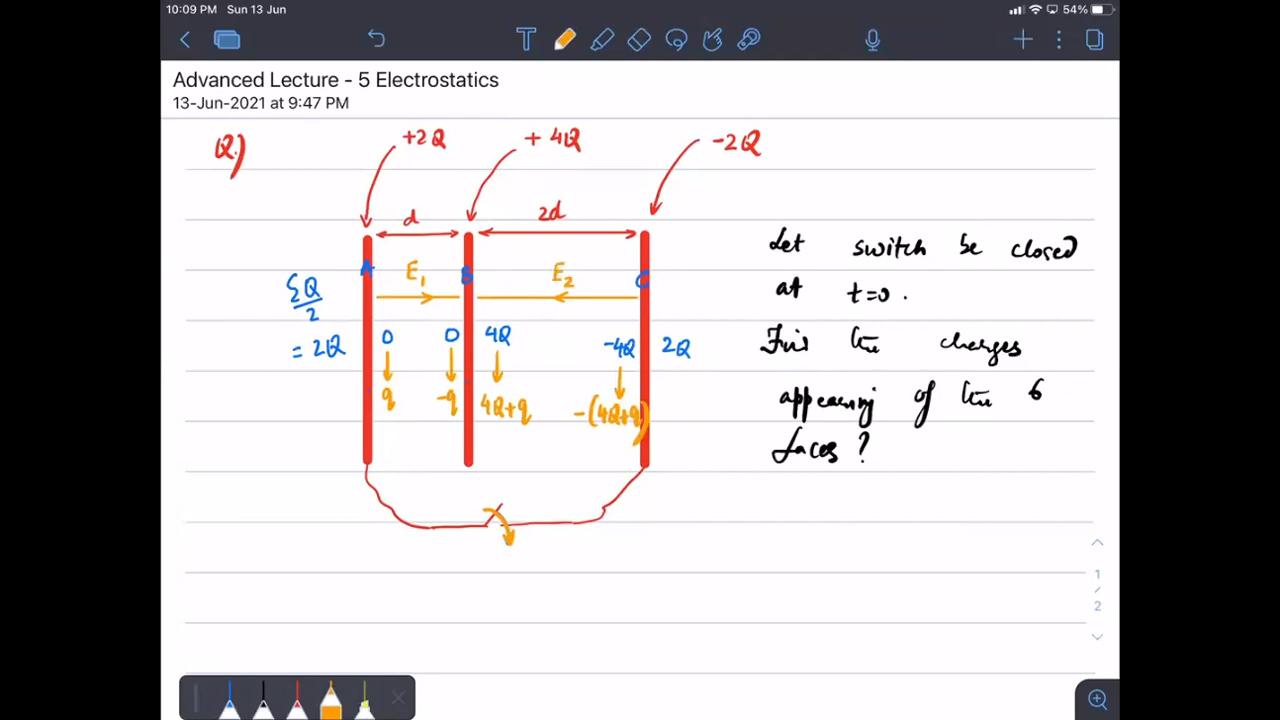 10:09 PM Sun 13 Jun
54%
T
Advanced Lecture - 5 Electrostatics
13-Jun-2021 at 9:47 PM
Q)
+2Q
+ 4Q
-2Q
d
2d
A
B
C
E1
E2
ΣQ/2
= 2Q
0
0
4Q
-4Q
2Q
q
-q
4Q+q
-(4Q+q)
Let switch be closed
at t=0.
Find the charges
appearing of the 6
faces?
1
/
2